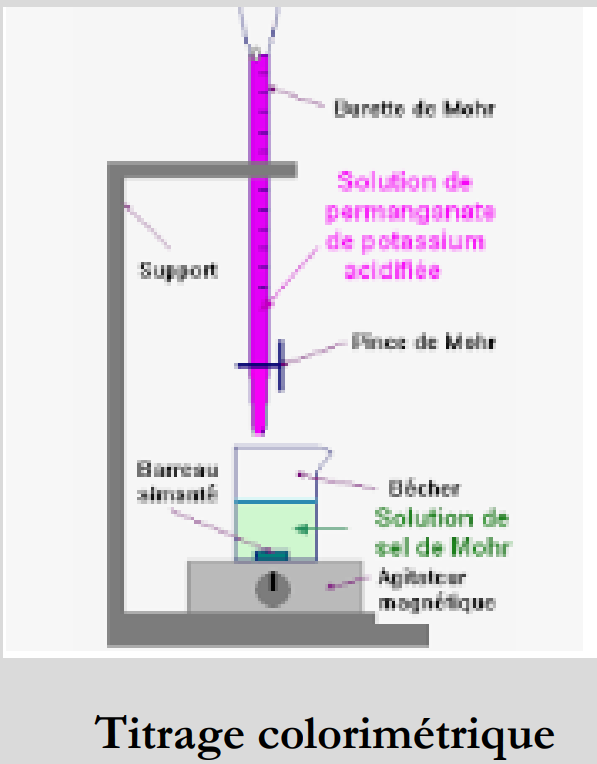 Burette de Mohr
Solution de
permanganate
de potassium
acidifiée
Support
Pince de Mohr
Barreau
aimanté
Bécher
Solution de
sel de Mohr
Agitateur
magnétique
Titrage colorimétrique